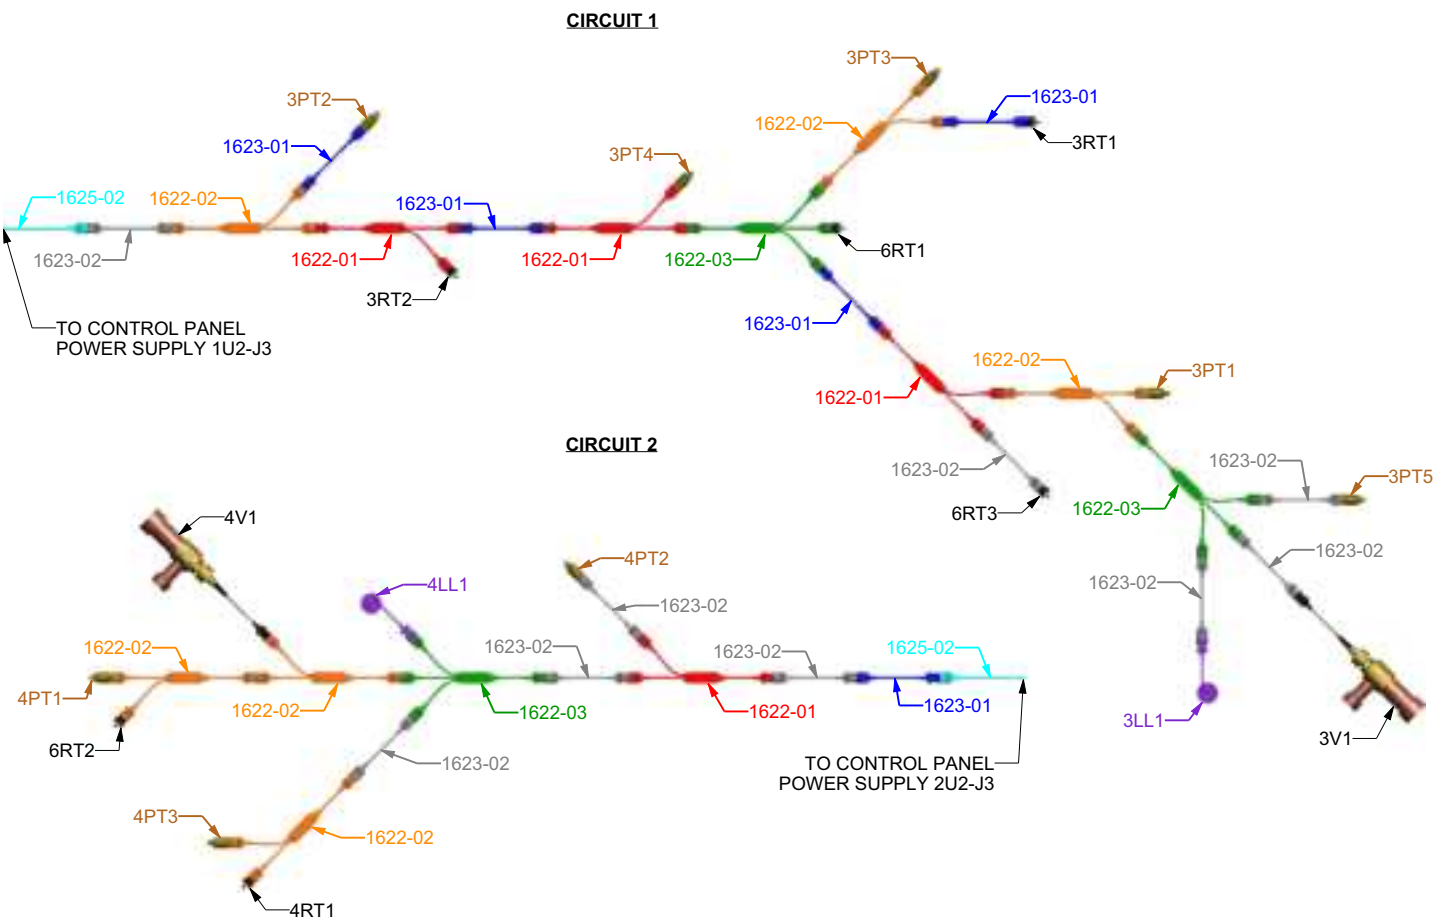 CIRCUIT 1
3PT3
3PT2
1623-01
1622-02
1623-01
3RT1
3PT4
1625-02
1622-02
1623-01
1623-02
1622-01
3RT2
1622-01
1622-03
6RT1
TO CONTROL PANEL
POWER SUPPLY 1U2-J3
1623-01
1622-02
3PT1
1622-01
CIRCUIT 2
1623-02
6RT3
1623-02
3PT5
1622-03
1623-02
1623-02
3LL1
3V1
4V1
4PT2
4LL1
1623-02
1622-02
1623-02
1623-02
1625-02
4PT1
1622-02
1622-03
1622-01
1623-01
6RT2
1623-02
TO CONTROL PANEL
POWER SUPPLY 2U2-J3
4PT3
1622-02
4RT1